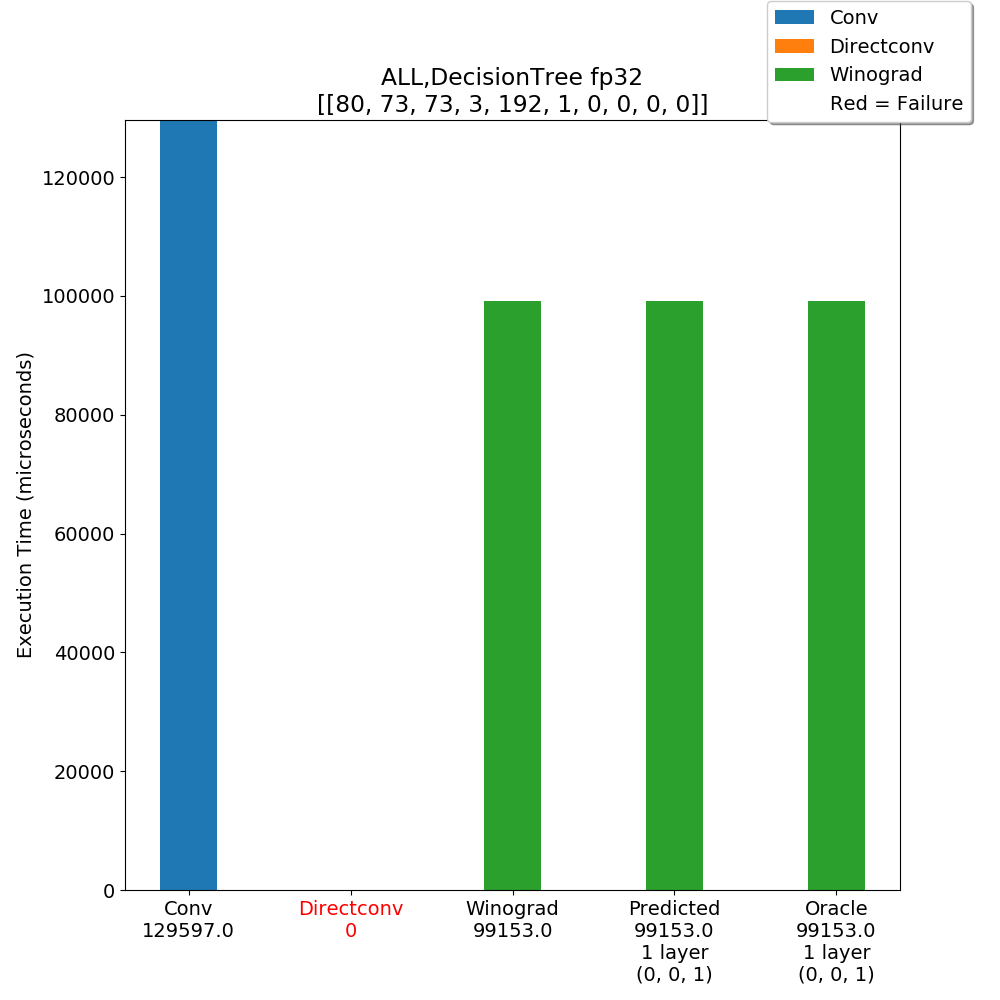 Conv
Directconv
Winograd
Red = Failure
ALL,DecisionTree fp32
[[80, 73, 73, 3, 192, 1, 0, 0, 0, 0]]
Execution Time (microseconds)
120000
100000
80000
60000
40000
20000
0
Conv
129597.0
Directconv
0
Winograd
99153.0
Predicted
99153.0
1 layer
(0, 0, 1)
Oracle
99153.0
1 layer
(0, 0, 1)